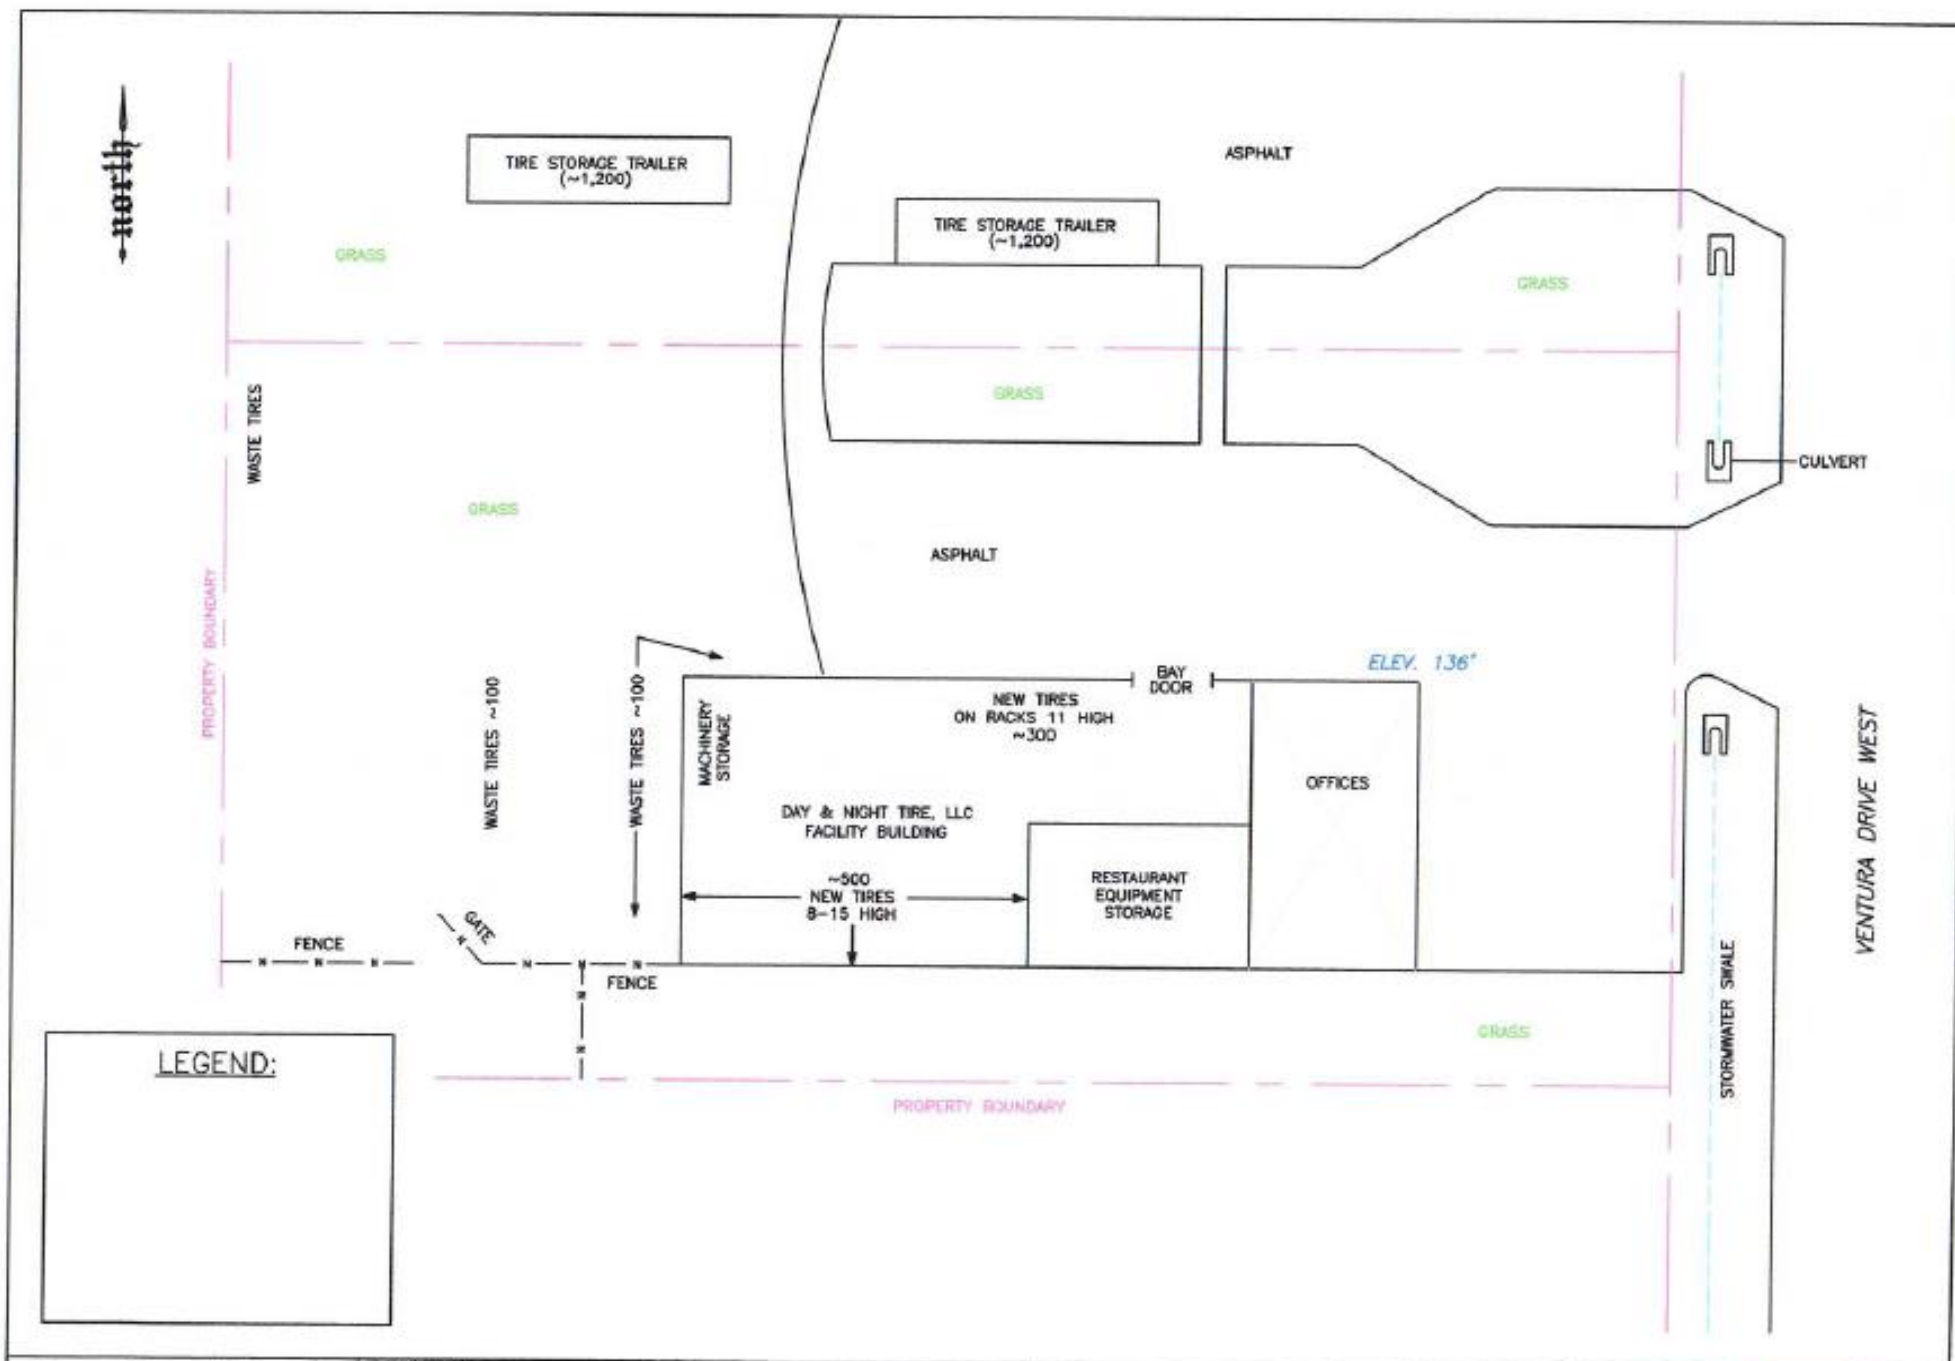 north
TIRE STORAGE TRAILER
(~1,200)
ASPHALT
TIRE STORAGE TRAILER
(~1,200)
GRASS
GRASS
WASTE TIRES
GRASS
CULVERT
GRASS
ASPHALT
PROPERTY BOUNDARY
WASTE TIRES ~100
WASTE TIRES ~100
MACHINERY
STORAGE
NEW TIRES
ON RACKS 11 HIGH
~300
BAY
DOOR
ELEV. 136'
OFFICES
DAY & NIGHT TIRE, LLC
FACILITY BUILDING
~500
NEW TIRES
8-15 HIGH
RESTAURANT
EQUIPMENT
STORAGE
VENTURA DRIVE WEST
STORMWATER SWALE
FENCE
GATE
FENCE
GRASS
PROPERTY BOUNDARY
LEGEND: